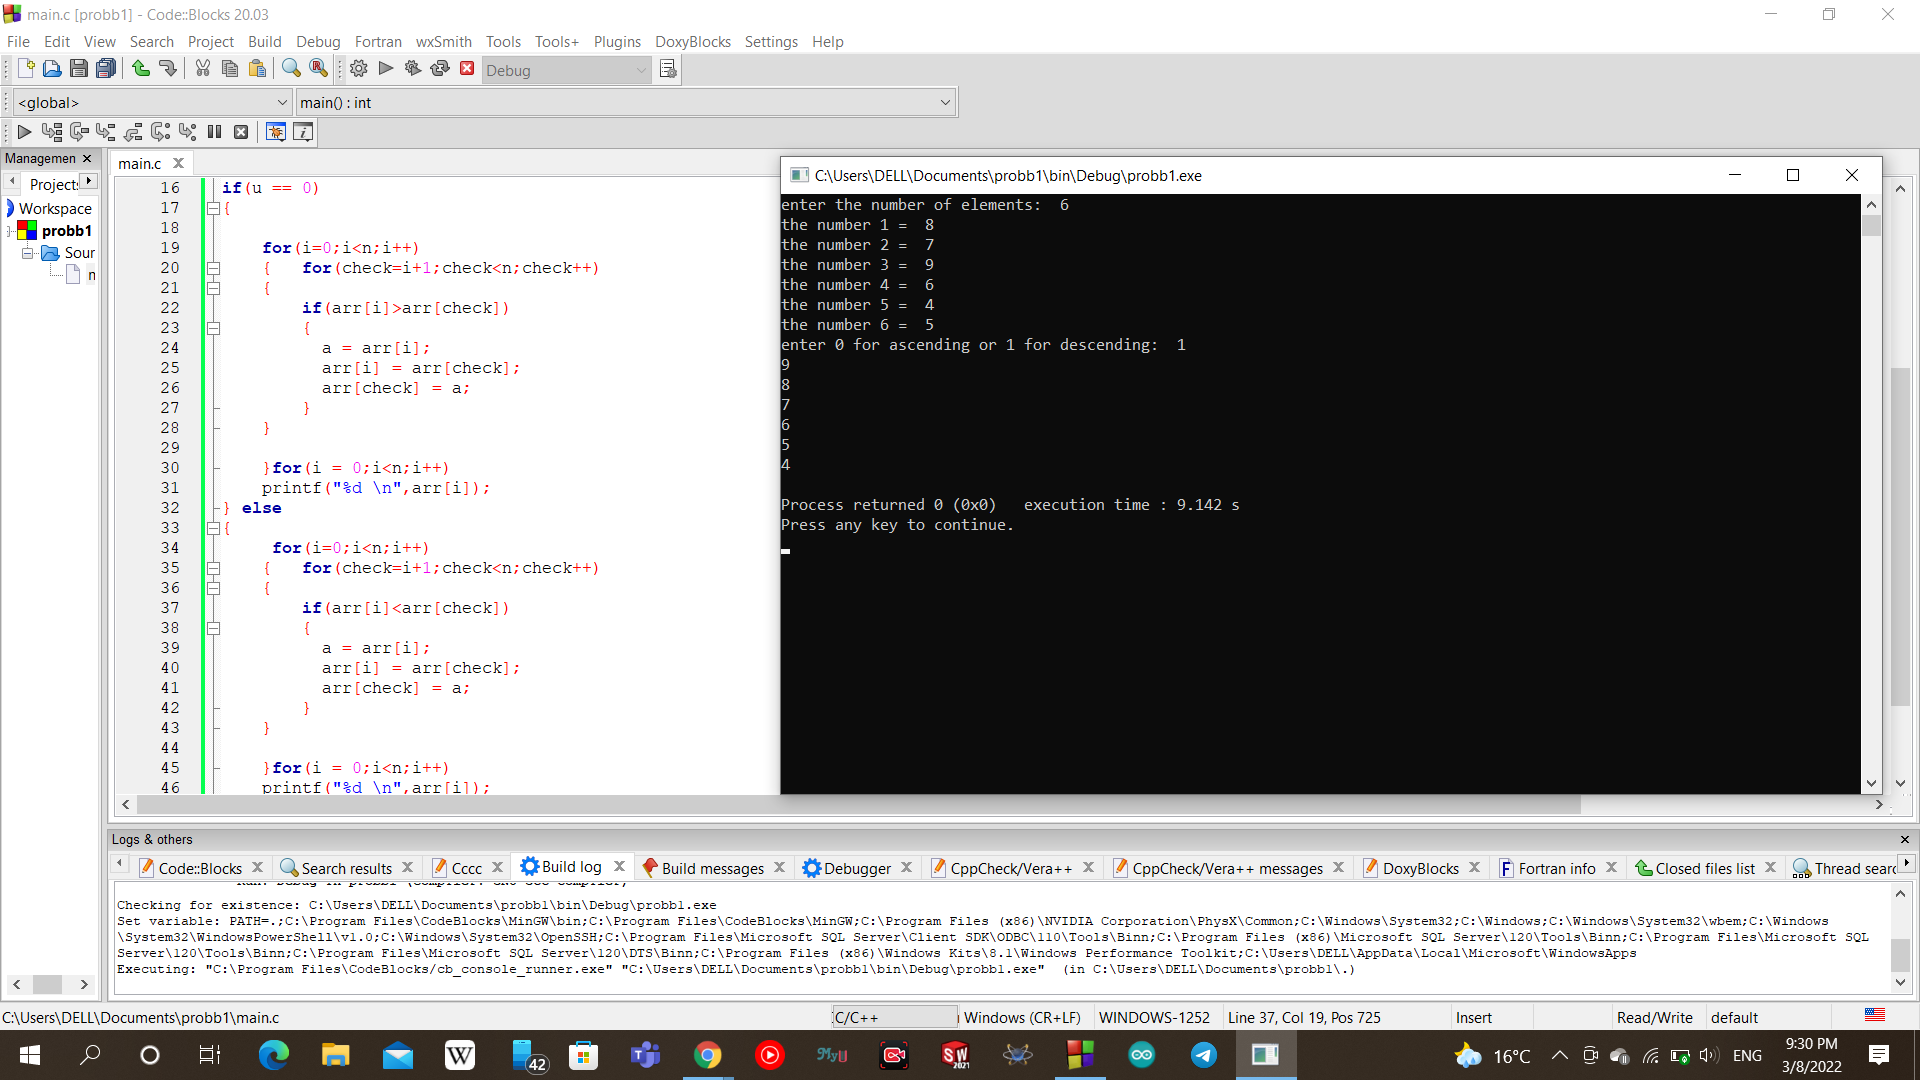 main.c [probb1] - Code::Blocks 20.03
File Edit View Search Project Build Debug Fortran wxSmith Tools Tools+ Plugins DoxyBlocks Settings Help
Debug
<global>
main() : int
Managemen
Projects
Workspace
probb1
Sour
main.c
16 if(u == 0)
17 {
18
19 for(i=0;i<n;i++)
20 { for(check=i+1;check<n;check++)
21 {
22 if(arr[i]>arr[check])
23 {
24 a = arr[i];
25 arr[i] = arr[check];
26 arr[check] = a;
27 }
28 }
29
30 }for(i = 0;i<n;i++)
31 printf("%d \n",arr[i]);
32 } else
33 {
34 for(i=0;i<n;i++)
35 { for(check=i+1;check<n;check++)
36 {
37 if(arr[i]<arr[check])
38 {
39 a = arr[i];
40 arr[i] = arr[check];
41 arr[check] = a;
42 }
43 }
44
45 }for(i = 0;i<n;i++)
46 printf("%d \n",arr[i]);
C:\Users\DELL\Documents\probb1\bin\Debug\probb1.exe
enter the number of elements:  6
the number 1 =  8
the number 2 =  7
the number 3 =  9
the number 4 =  6
the number 5 =  4
the number 6 =  5
enter 0 for ascending or 1 for descending:  1
9
8
7
6
5
4
Process returned 0 (0x0)   execution time : 9.142 s
Press any key to continue.
Logs & others
Code::Blocks Search results Cccc Build log Build messages Debugger CppCheck/Vera++ CppCheck/Vera++ messages DoxyBlocks Fortran info Closed files list Thread searc
Checking for existence: C:\Users\DELL\Documents\probb1\bin\Debug\probb1.exe
Set variable: PATH=.;C:\Program Files\CodeBlocks\MinGW\bin;C:\Program Files\CodeBlocks\MinGW;C:\Program Files (x86)\NVIDIA Corporation\PhysX\Common;C:\Windows\System32;C:\Windows;C:\Windows\System32\wbem;C:\Windows
\System32\WindowsPowerShell\v1.0;C:\Windows\System32\OpenSSH;C:\Program Files\Microsoft SQL Server\Client SDK\ODBC\110\Tools\Binn;C:\Program Files (x86)\Microsoft SQL Server\120\Tools\Binn;C:\Program Files\Microsoft SQL
Server\120\Tools\Binn;C:\Program Files\Microsoft SQL Server\120\DTS\Binn;C:\Program Files (x86)\Windows Kits\8.1\Windows Performance Toolkit;C:\Users\DELL\AppData\Local\Microsoft\WindowsApps
Executing: "C:\Program Files\CodeBlocks/cb_console_runner.exe" "C:\Users\DELL\Documents\probb1\bin\Debug\probb1.exe"  (in C:\Users\DELL\Documents\probb1\.)
C:\Users\DELL\Documents\probb1\main.c C/C++ Windows (CR+LF) WINDOWS-1252 Line 37, Col 19, Pos 725 Insert Read/Write default
42 MyU SW 2021 16°C ENG 9:30 PM
3/8/2022